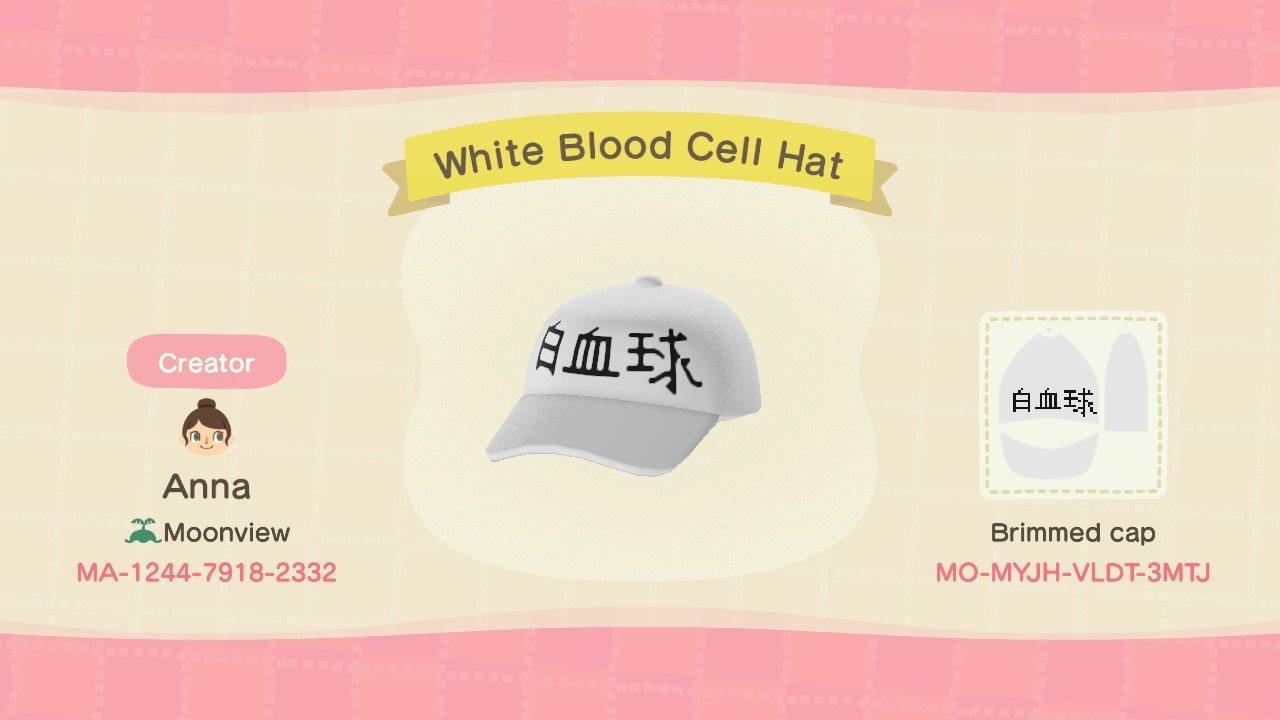 White Blood Cell Hat
白血球
Creator
Anna
Moonview
MA-1244-7918-2332
白血球
Brimmed cap
MO-MYJH-VLDT-3MTJ